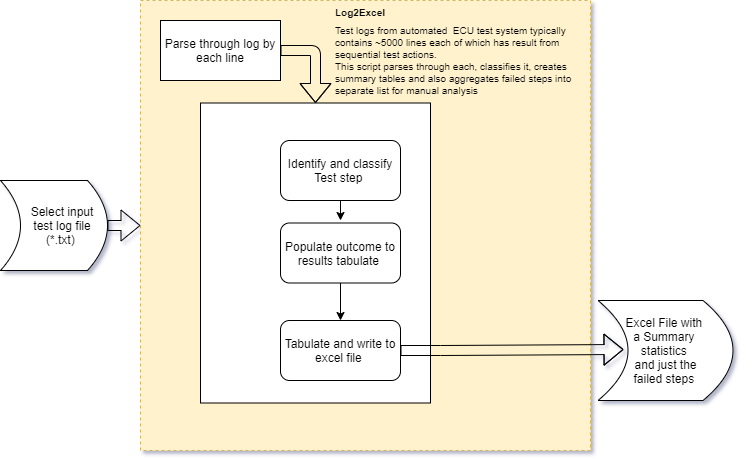 Log2Excel
Test logs from automated  ECU test system typically
contains ~5000 lines each of which has result from
sequential test actions.
This script parses through each, classifies it, creates
summary tables and also aggregates failed steps into
separate list for manual analysis
Parse through log by
each line
Identify and classify
Test step
Select input
test log file
(*.txt)
Populate outcome to
results tabulate
Tabulate and write to
excel file
Excel File with
a Summary
statistics
and just the
failed steps